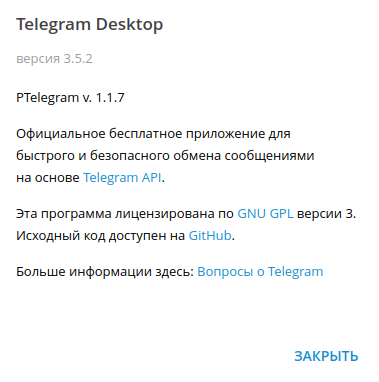 Telegram Desktop
версия 3.5.2
PTelegram v. 1.1.7
Официальное бесплатное приложение для
быстрого и безопасного обмена сообщениями
на основе Telegram API.
Эта программа лицензирована по GNU GPL версии 3.
Исходный код доступен на GitHub.
Больше информации здесь: Вопросы о Telegram
ЗАКРЫТЬ